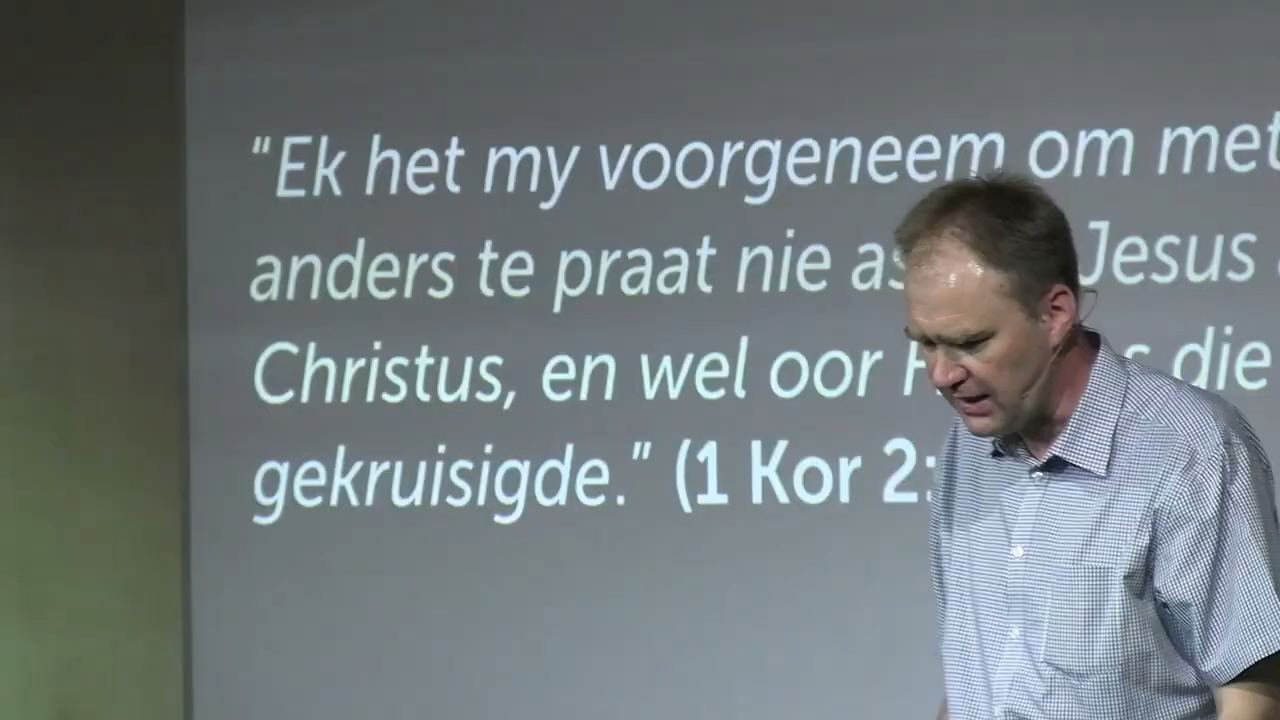 “Ek het my voorgeneem om met
anders te praat nie as Jesus
Christus, en wel oor die
gekruisigde.” (1 Kor 2: